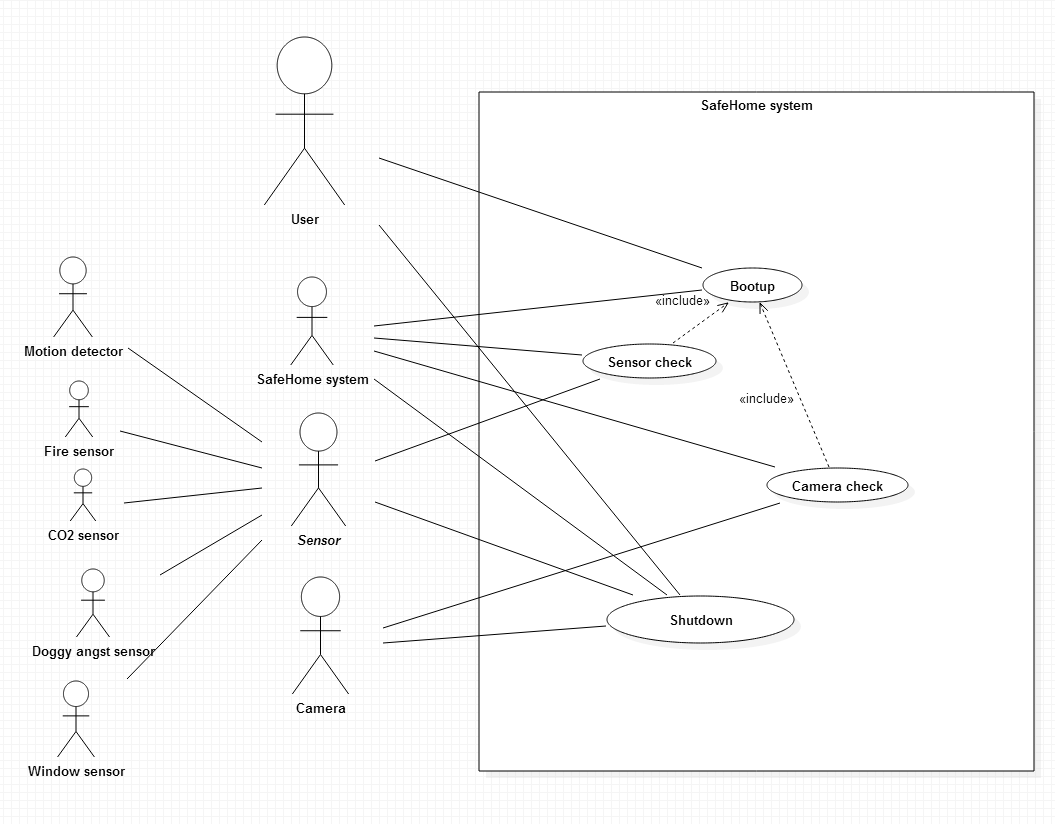 SafeHome system
User
Bootup
«include»
Motion detector
Sensor check
SafeHome system
«include»
Fire sensor
Camera check
CO2 sensor
Sensor
Shutdown
Doggy angst sensor
Camera
Window sensor